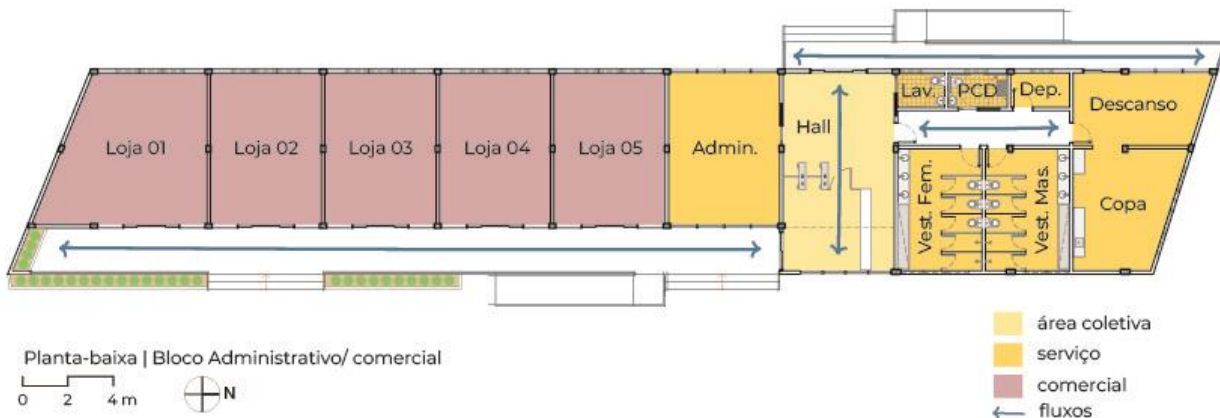 Loja 01
Loja 02
Loja 03
Loja 04
Loja 05
Admin.
Hall
Lav.
PCD
Dep.
Descanso
Vest. Fem.
Vest. Mas.
Copa
área coletiva
serviço
comercial
fluxos
Planta-baixa | Bloco Administrativo/ comercial
0 2 4 m
N